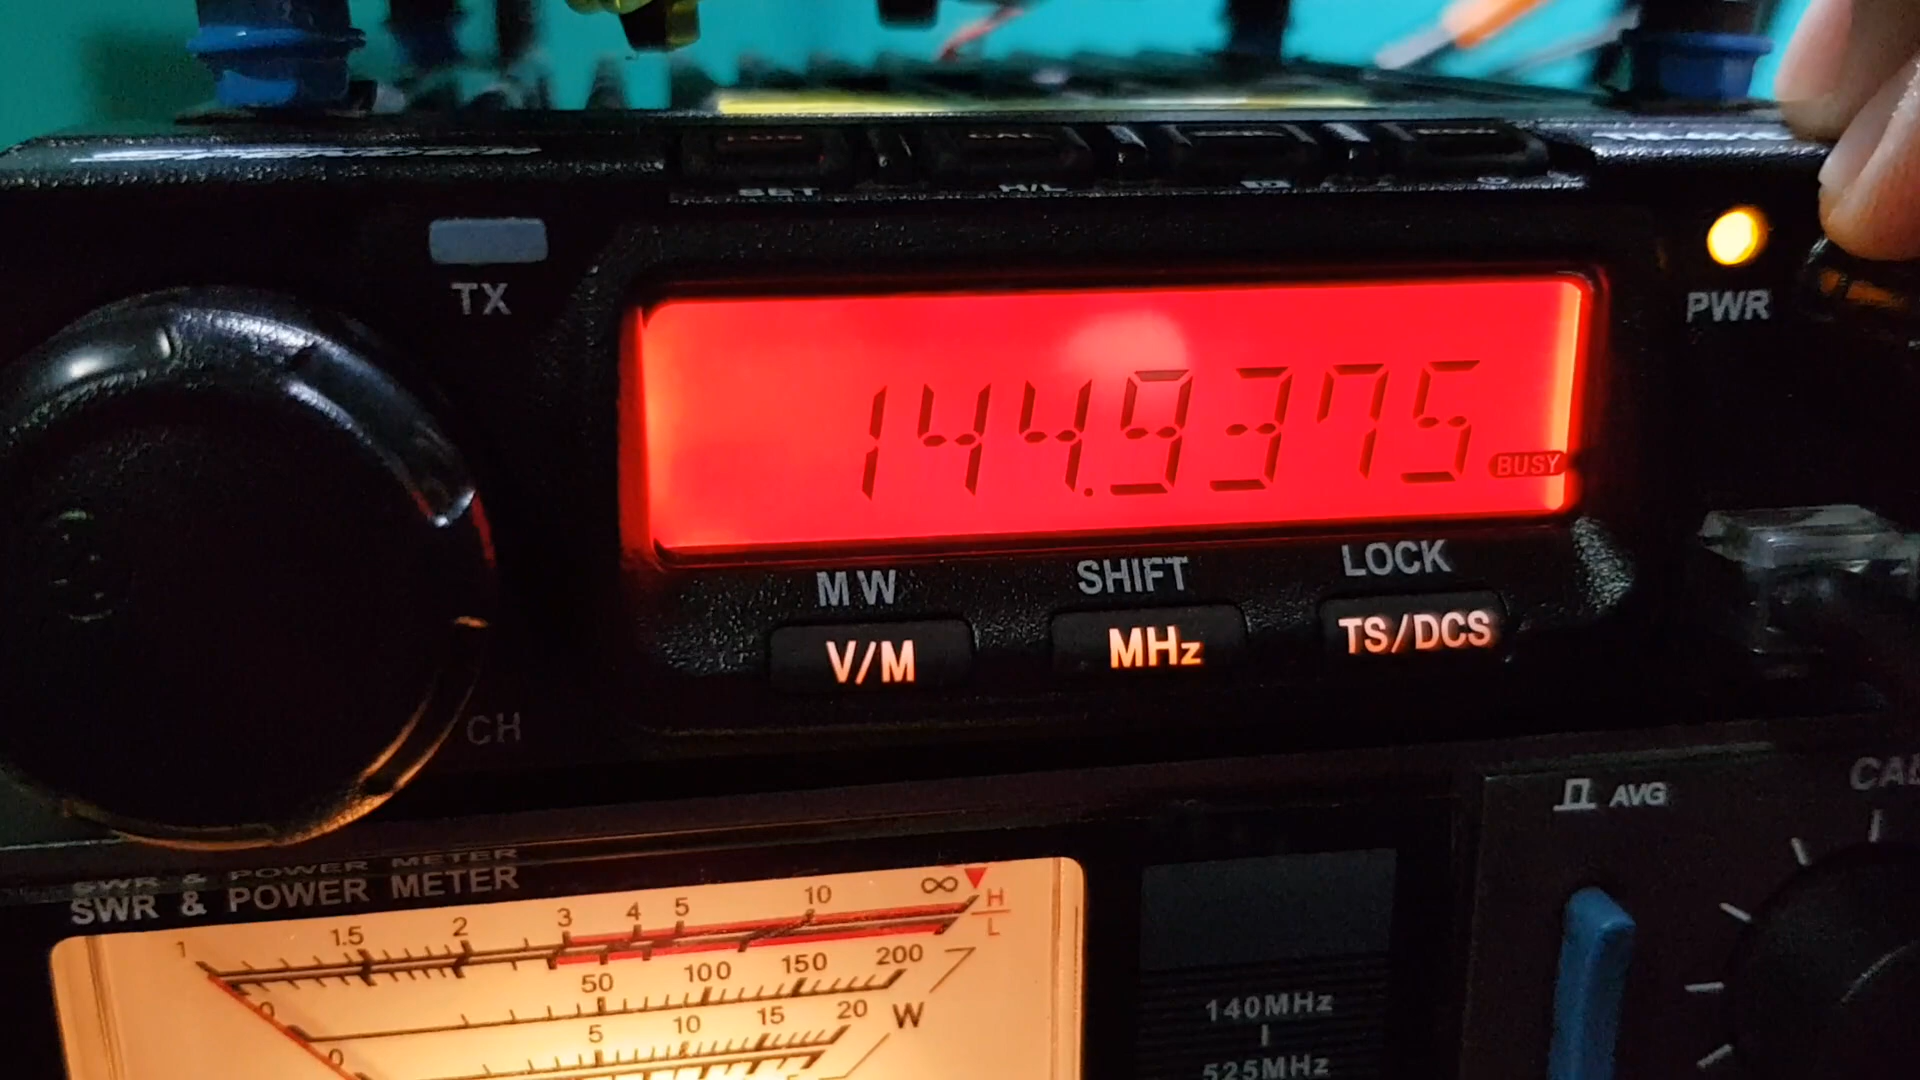 SET H/L
TX
PWR
144.9375
BUSY
MW SHIFT LOCK
V/M MHz TS/DCS
CH
AVG
SWR & POWER METER
SWR & POWER METER
1 1.5 2 3 4 5 10 ∞ H
L
0 50 100 150 200
0 5 10 15 20 W
140MHz
525MHz